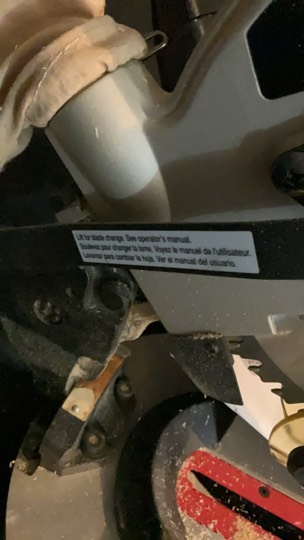 Lift for blade change. See operator's manual.
Soulevez pour changer la lame. Voyez le manuel de l'utilisateur.
Levantar para cambiar la hoja. Ver el manual del usuario.